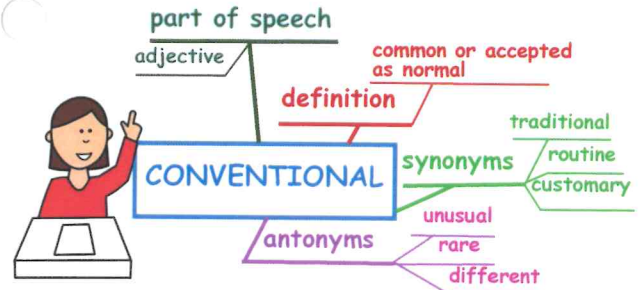 part of speech
adjective
common or accepted
as normal
definition
CONVENTIONAL
synonyms
traditional
routine
customary
antonyms
unusual
rare
different